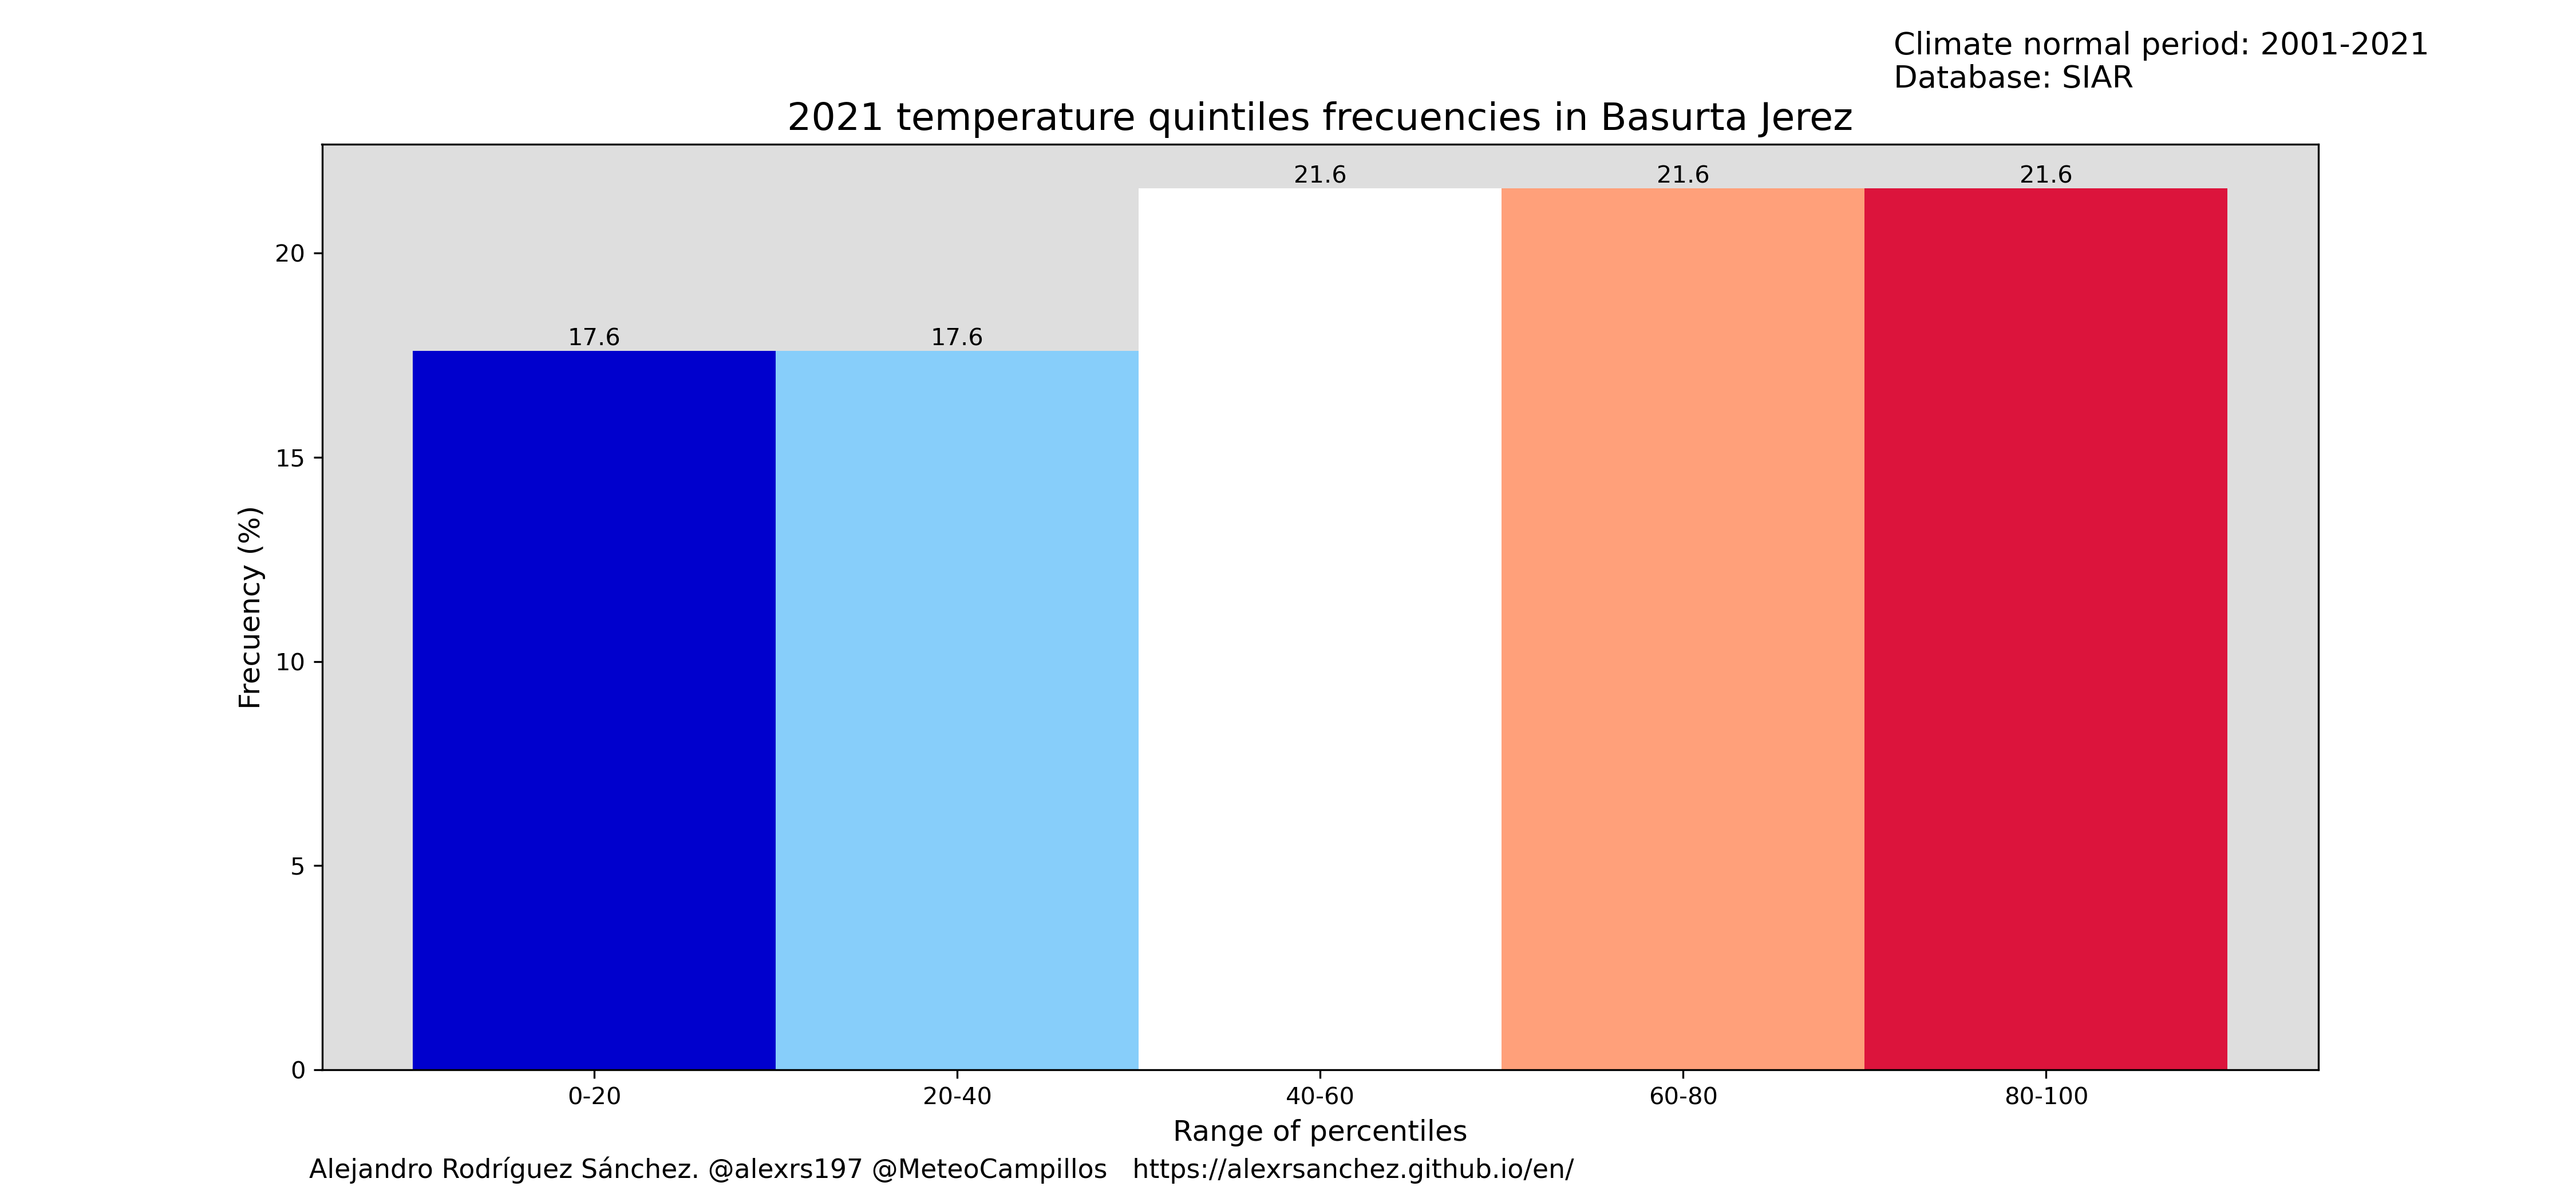 Climate normal period: 2001-2021
Database: SIAR
2021 temperature quintiles frecuencies in Basurta Jerez
21.6 21.6 21.6
20
17.6 17.6
15
Frecuency (%)
10
5
0
0-20 20-40 40-60 60-80 80-100
Range of percentiles
Alejandro Rodríguez Sánchez. @alexrs197 @MeteoCampillos https://alexrsanchez.github.io/en/